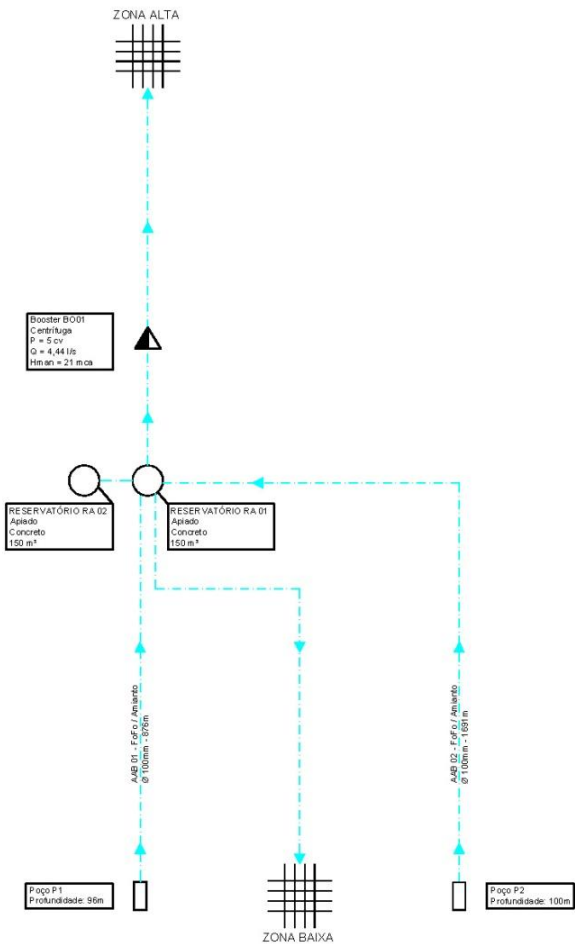 ZONA ALTA
Booster BO01
Centrífuga
P = 5 cv
Q = 4,44 l/s
Hman = 21 mca
RESERVATÓRIO RA 02
Apiado
Concreto
150 m³
RESERVATÓRIO RA 01
Apiado
Concreto
150 m³
AAB 01 - FoFo / Amianto
Ø 100mm - 876m
AAB 02 - FoFo / Amianto
Ø 100mm - 1691m
Poço P1
Profundidade: 96m
Poço P2
Profundidade: 100m
ZONA BAIXA